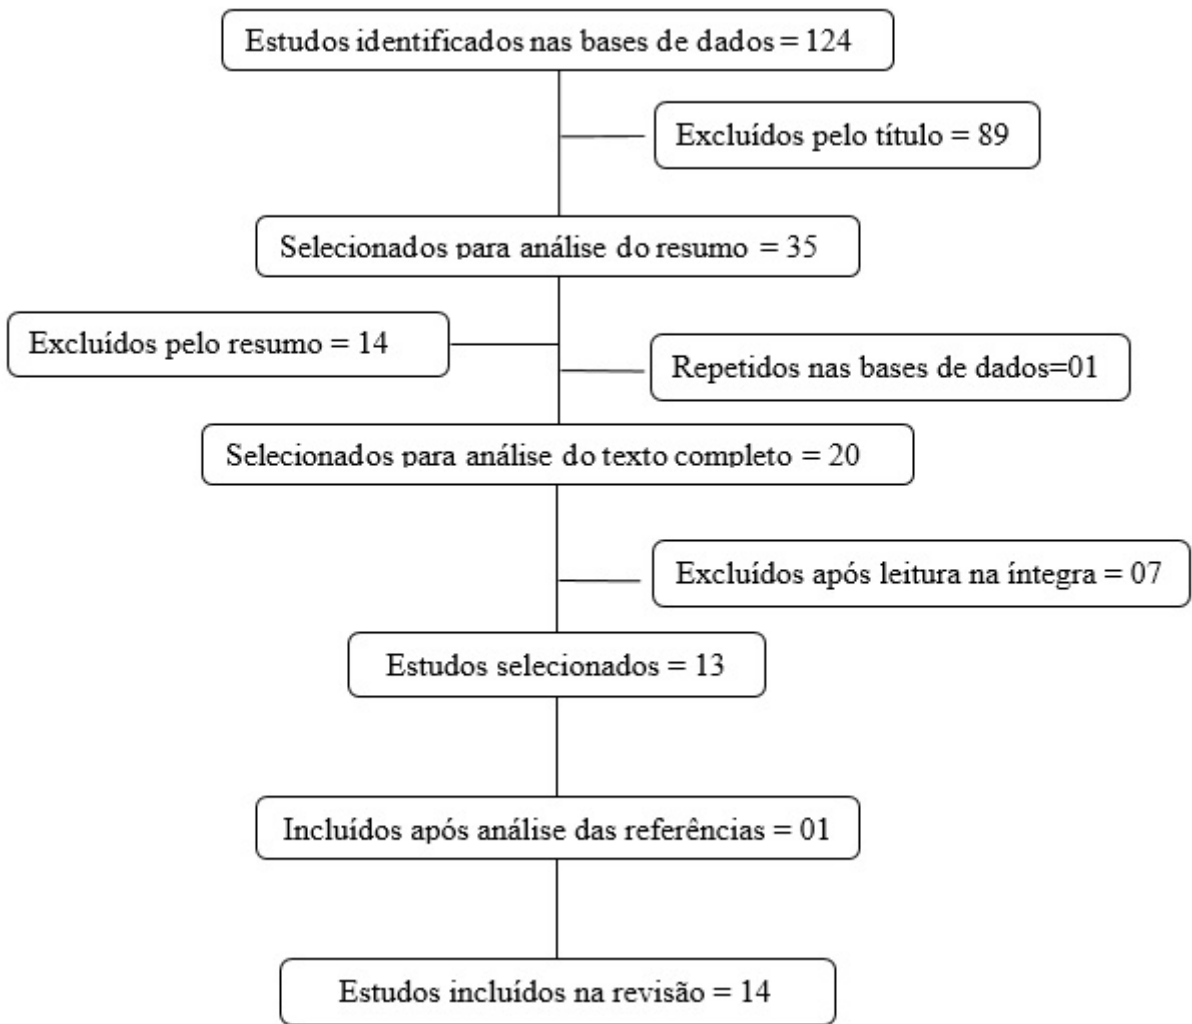 Estudos identificados nas bases de dados = 124
Excluídos pelo título = 89
Selecionados para análise do resumo = 35
Excluídos pelo resumo = 14
Repetidos nas bases de dados=01
Selecionados para análise do texto completo = 20
Excluídos após leitura na íntegra = 07
Estudos selecionados = 13
Incluídos após análise das referências = 01
Estudos incluídos na revisão = 14